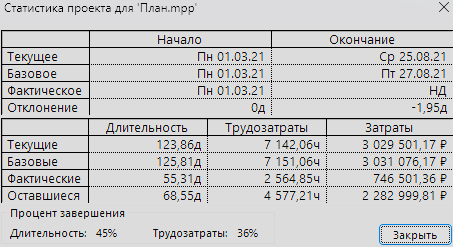 Статистика проекта для 'План.mpp'
Начало Окончание
Текущее Пн 01.03.21 Ср 25.08.21
Базовое Пн 01.03.21 Пт 27.08.21
Фактическое Пн 01.03.21 НД
Отклонение 0д -1,95д
Длительность Трудозатраты Затраты
Текущие 123,86д 7 142,06ч 3 029 501,17 ₽
Базовые 125,81д 7 151,06ч 3 031 076,17 ₽
Фактические 55,31д 2 564,85ч 746 501,36 ₽
Оставшиеся 68,55д 4 577,21ч 2 282 999,81 ₽
Процент завершения
Длительность: 45% Трудозатраты: 36% Закрыть